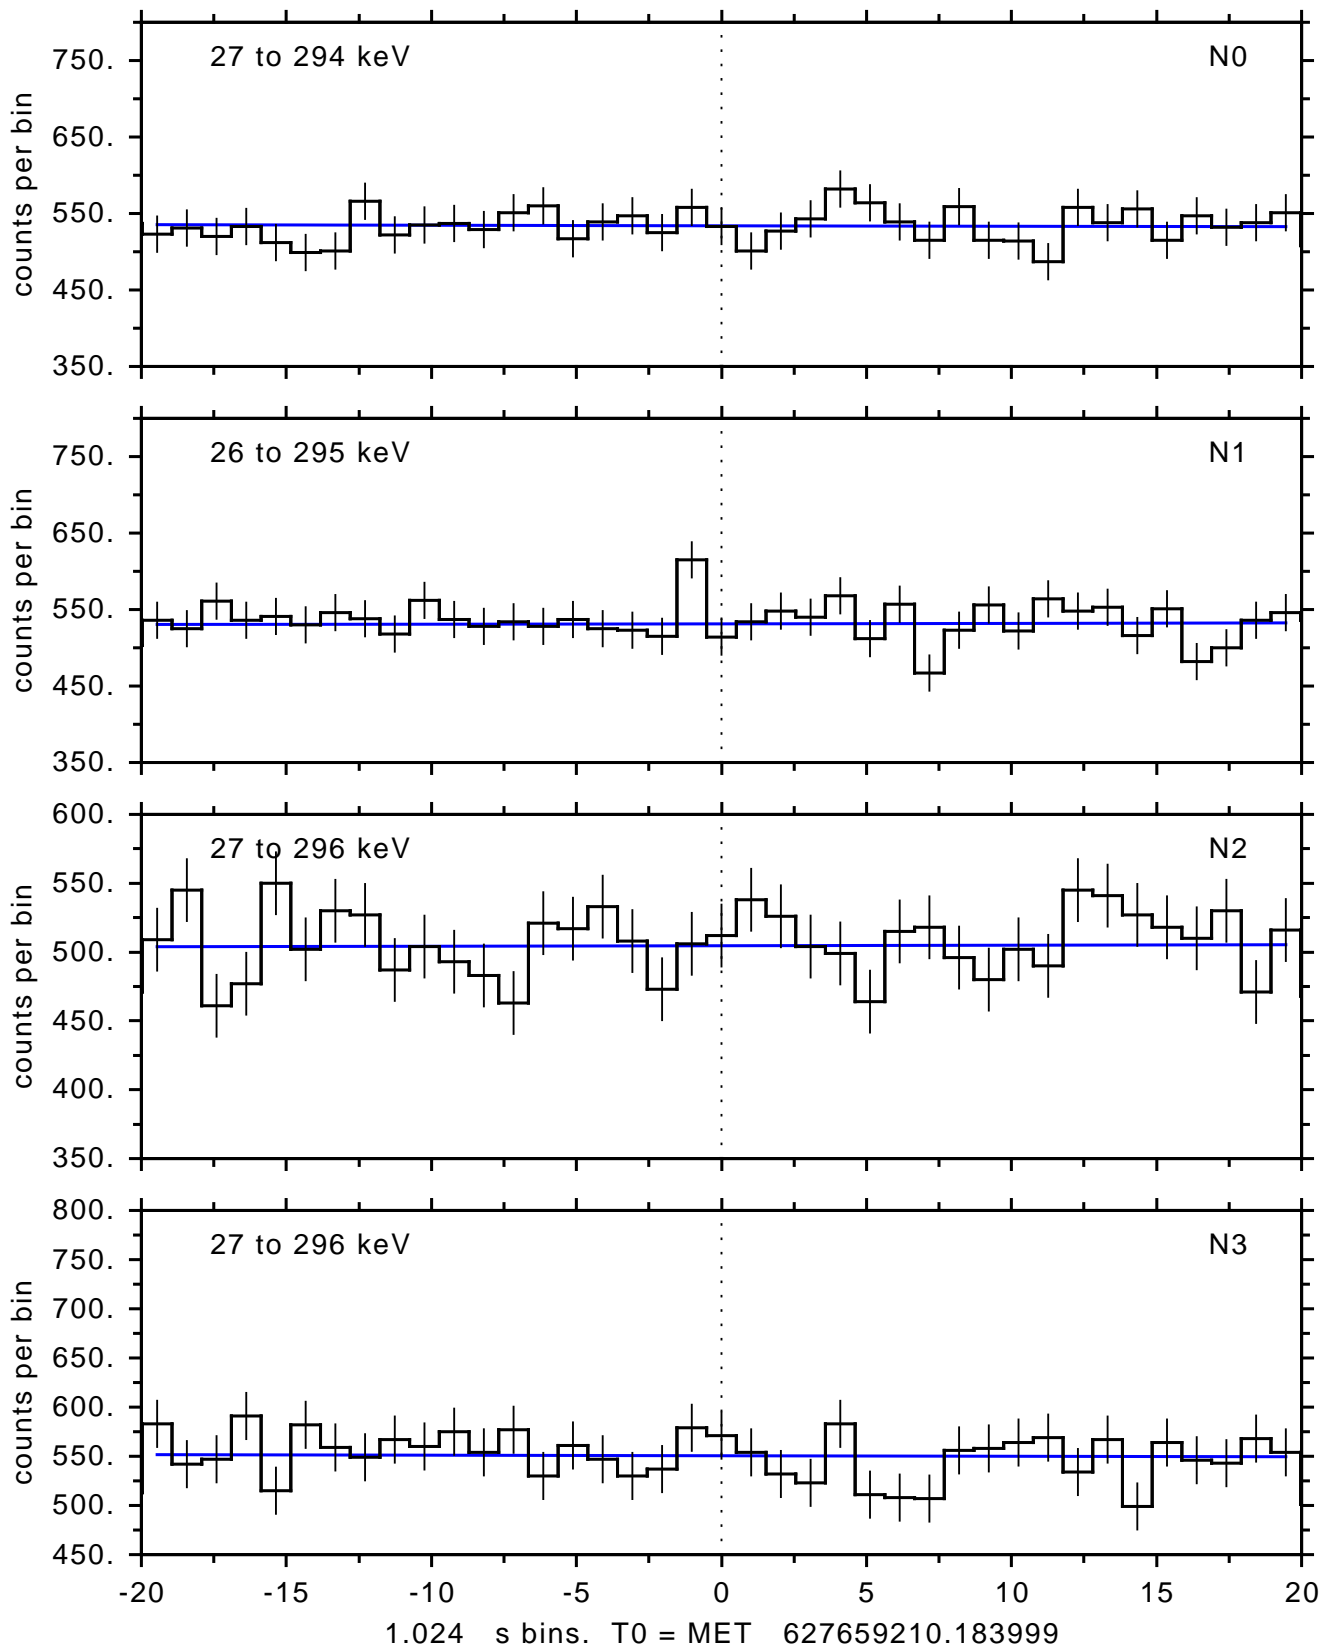 750.
650.
550.
450.
350.
counts per bin
27 to 294 keV
N0
750.
650.
550.
450.
350.
counts per bin
26 to 295 keV
N1
600.
550.
500.
450.
400.
350.
counts per bin
27 to 296 keV
N2
800.
750.
700.
650.
600.
550.
500.
450.
counts per bin
27 to 296 keV
N3
-20 -15 -10 -5 0 5 10 15 20
1.024 s bins. T0 = MET 627659210.183999